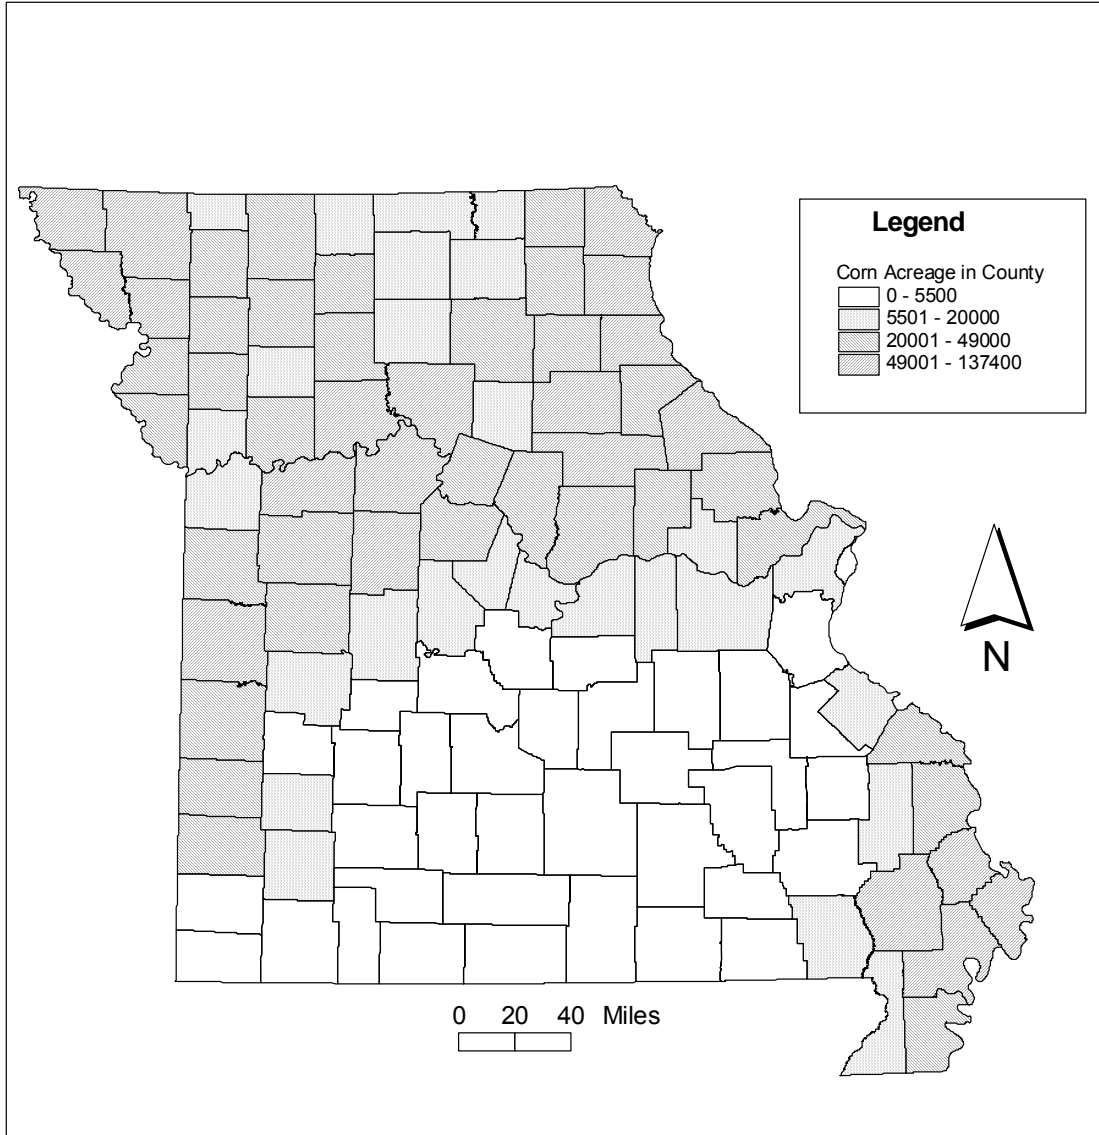 Legend
Corn Acreage in County
0 - 5500
5501 - 20000
20001 - 49000
49001 - 137400
N
0 20 40 Miles